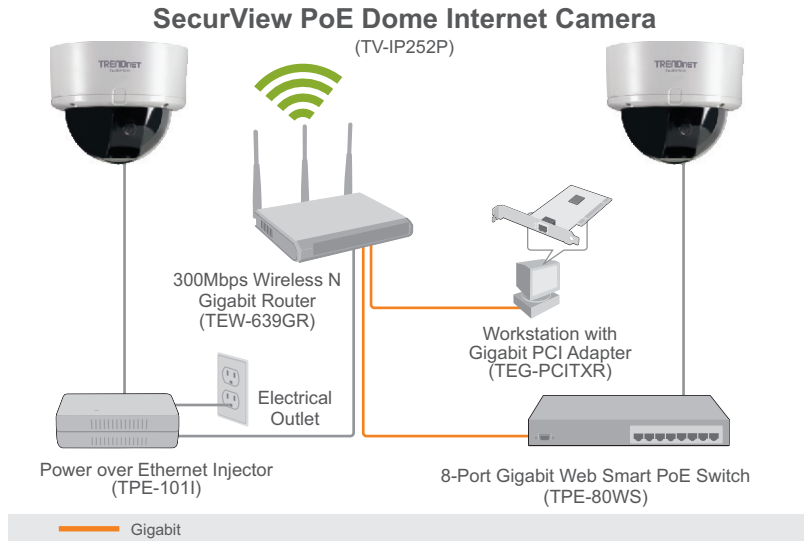 SecurView PoE Dome Internet Camera
(TV-IP252P)
TRENDNET
TRENDNET
300Mbps Wireless N
Gigabit Router
(TEW-639GR)
Workstation with
Gigabit PCI Adapter
(TEG-PCITXR)
Electrical
Outlet
Power over Ethernet Injector
(TPE-101I)
8-Port Gigabit Web Smart PoE Switch
(TPE-80WS)
Gigabit